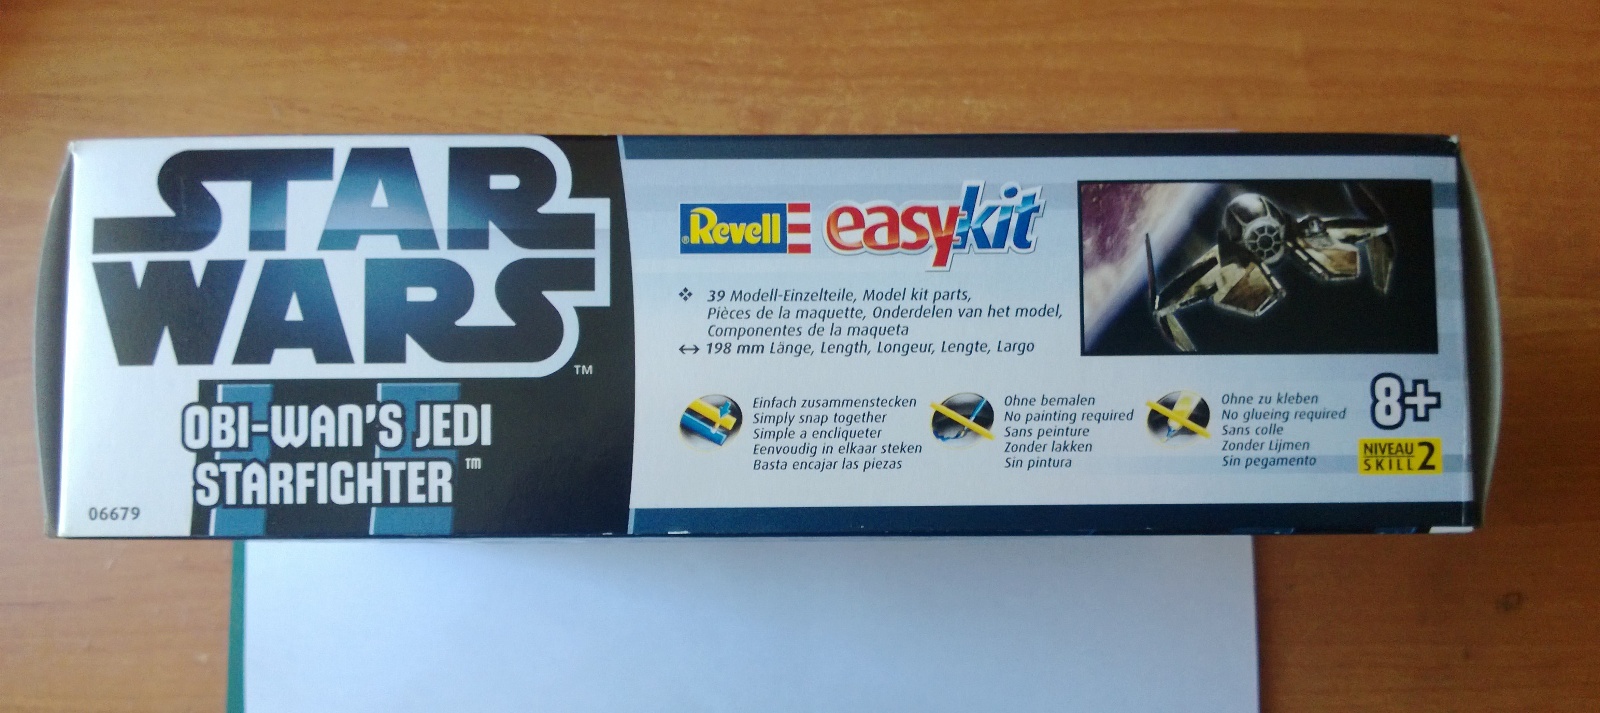 STAR
WARS
TM
OBI-WAN'S JEDI
STARFIGHTER™
06679
®Revell
easykit
39 Modell-Einzelteile, Model kit parts,
Pièces de la maquette, Onderdelen van het model,
Componentes de la maqueta
↔ 198 mm Länge, Length, Longeur, Lengte, Largo
Einfach zusammenstecken
Simply snap together
Simple a encliqueter
Eenvoudig in elkaar steken
Basta encajar las piezas
Ohne bemalen
No painting required
Sans peinture
Zonder lakken
Sin pintura
Ohne zu kleben
No glueing required
Sans colle
Zonder Lijmen
Sin pegamento
8+
NIVEAU
SKILL 2